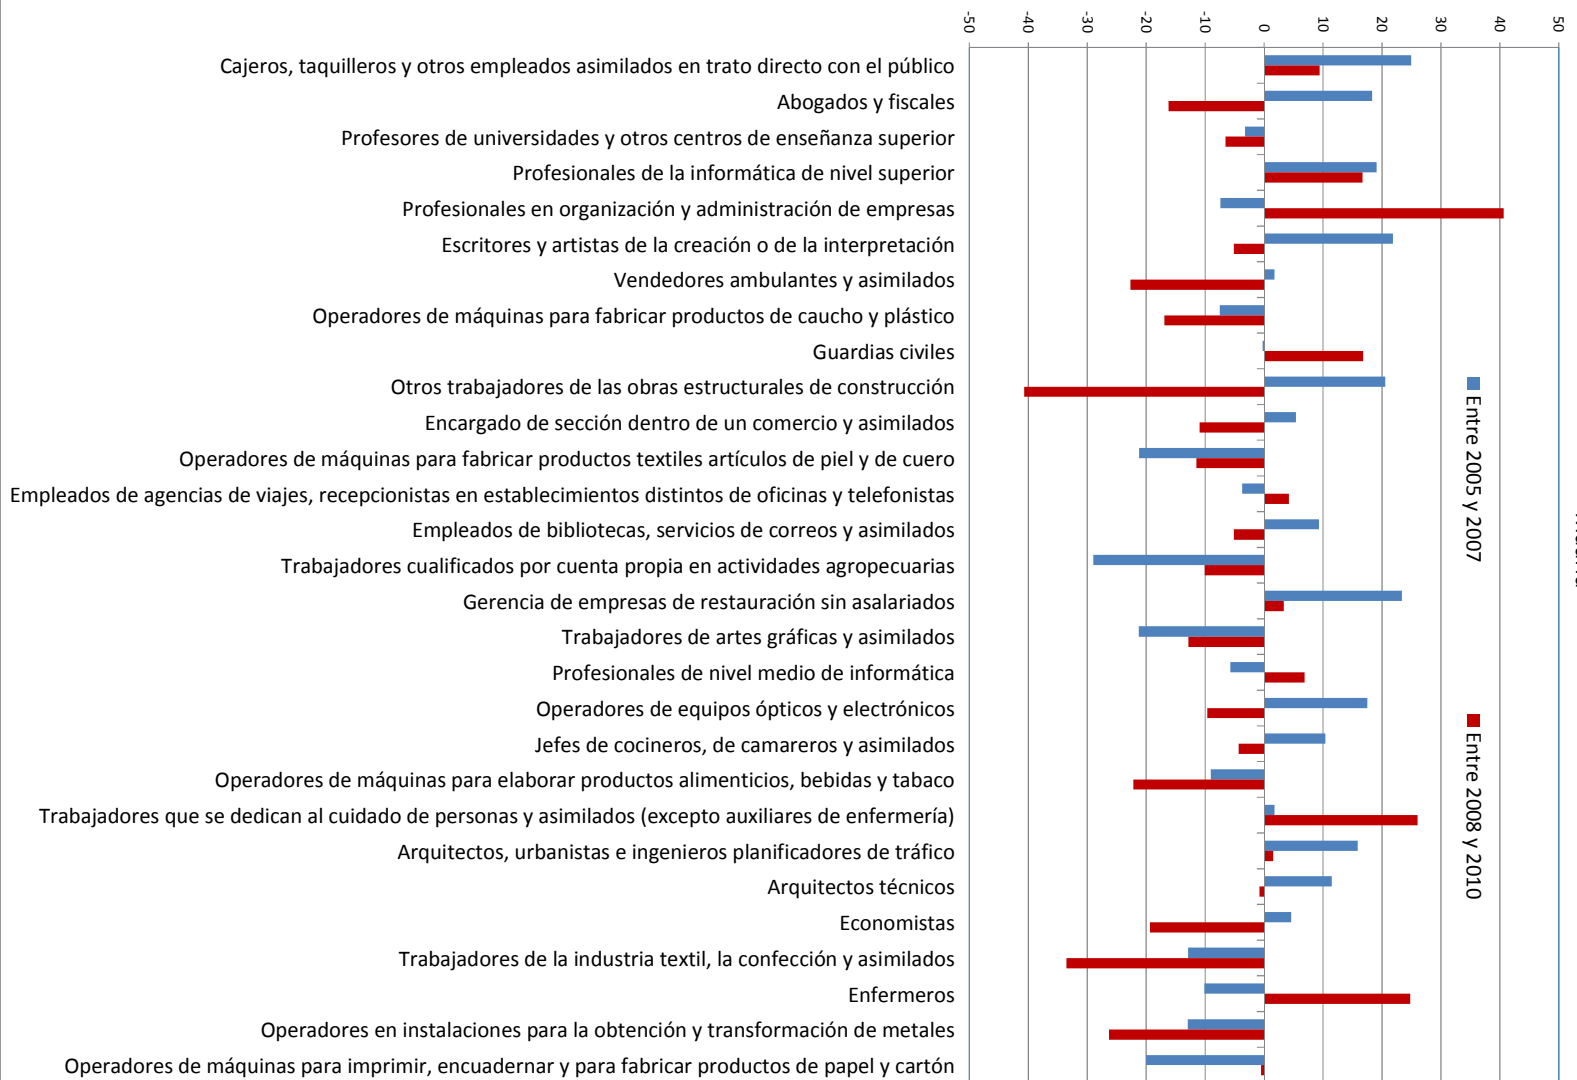 -50 -40 -30 -20 -10 0 10 20 30 40 50
Cajeros, taquilleros y otros empleados asimilados en trato directo con el público
Abogados y fiscales
Profesores de universidades y otros centros de enseñanza superior
Profesionales de la informática de nivel superior
Profesionales en organización y administración de empresas
Escritores y artistas de la creación o de la interpretación
Vendedores ambulantes y asimilados
Operadores de máquinas para fabricar productos de caucho y plástico
Guardias civiles
Otros trabajadores de las obras estructurales de construcción
Encargado de sección dentro de un comercio y asimilados
Operadores de máquinas para fabricar productos textiles artículos de piel y de cuero
Empleados de agencias de viajes, recepcionistas en establecimientos distintos de oficinas y telefonistas
Empleados de bibliotecas, servicios de correos y asimilados
Trabajadores cualificados por cuenta propia en actividades agropecuarias
Gerencia de empresas de restauración sin asalariados
Trabajadores de artes gráficas y asimilados
Profesionales de nivel medio de informática
Operadores de equipos ópticos y electrónicos
Jefes de cocineros, de camareros y asimilados
Operadores de máquinas para elaborar productos alimenticios, bebidas y tabaco
Trabajadores que se dedican al cuidado de personas y asimilados (excepto auxiliares de enfermería)
Arquitectos, urbanistas e ingenieros planificadores de tráfico
Arquitectos técnicos
Economistas
Trabajadores de la industria textil, la confección y asimilados
Enfermeros
Operadores en instalaciones para la obtención y transformación de metales
Operadores de máquinas para imprimir, encuadernar y para fabricar productos de papel y cartón
Entre 2005 y 2007
Entre 2008 y 2010